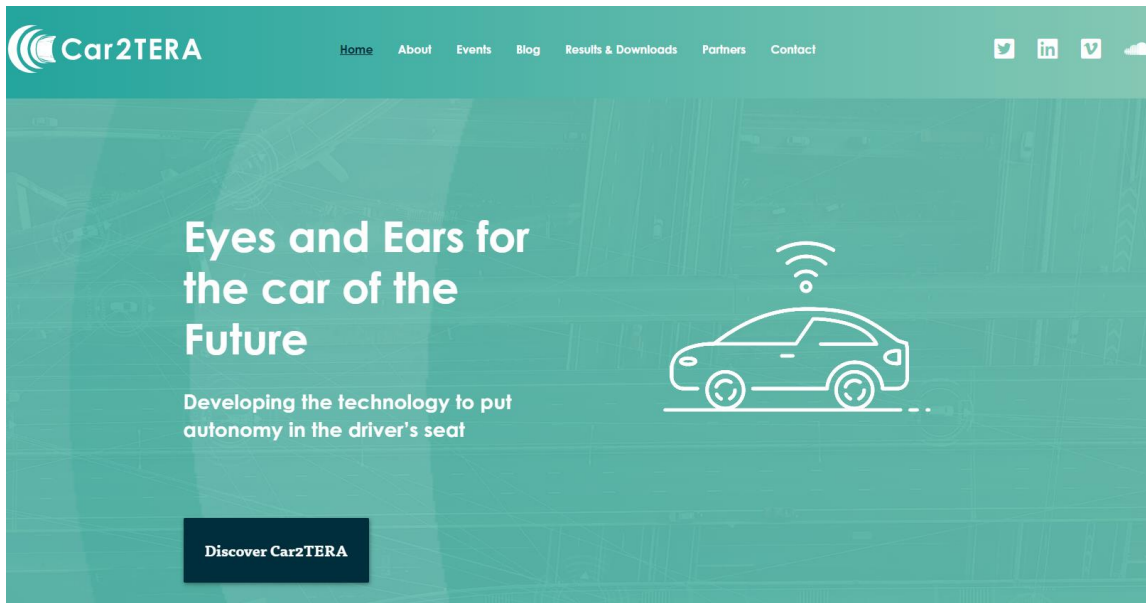 Car2TERA
Home About Events Blog Results & Downloads Partners Contact
Eyes and Ears for
the car of the
Future
Developing the technology to put
autonomy in the driver's seat
Discover Car2TERA